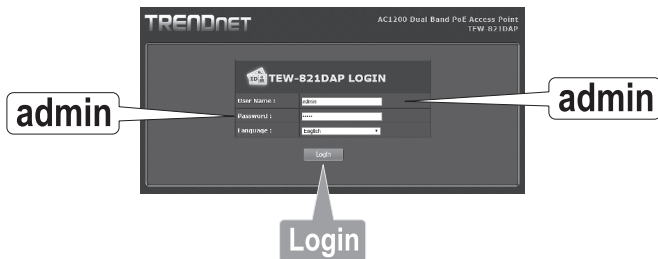 TRENDNET
AC1200 Dual Band PoE Access Point
TEW-821DAP
TEW-821DAP LOGIN
User Name : admin
Password : •••••
Language : English
Login
admin
admin
Login